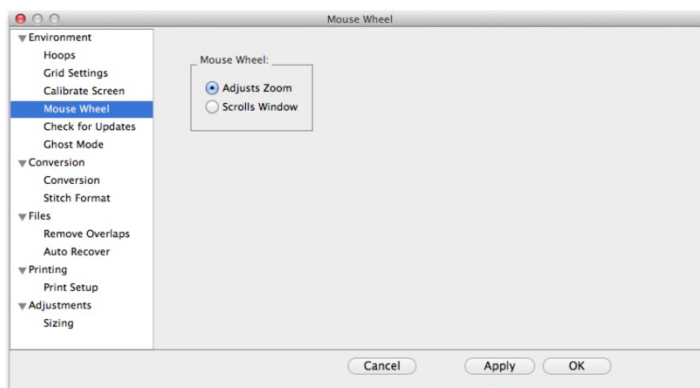 Mouse Wheel
Environment
Hoops
Grid Settings
Calibrate Screen
Mouse Wheel
Check for Updates
Ghost Mode
Conversion
Conversion
Stitch Format
Files
Remove Overlaps
Auto Recover
Printing
Print Setup
Adjustments
Sizing
Mouse Wheel:
Adjusts Zoom
Scrolls Window
Cancel
Apply
OK